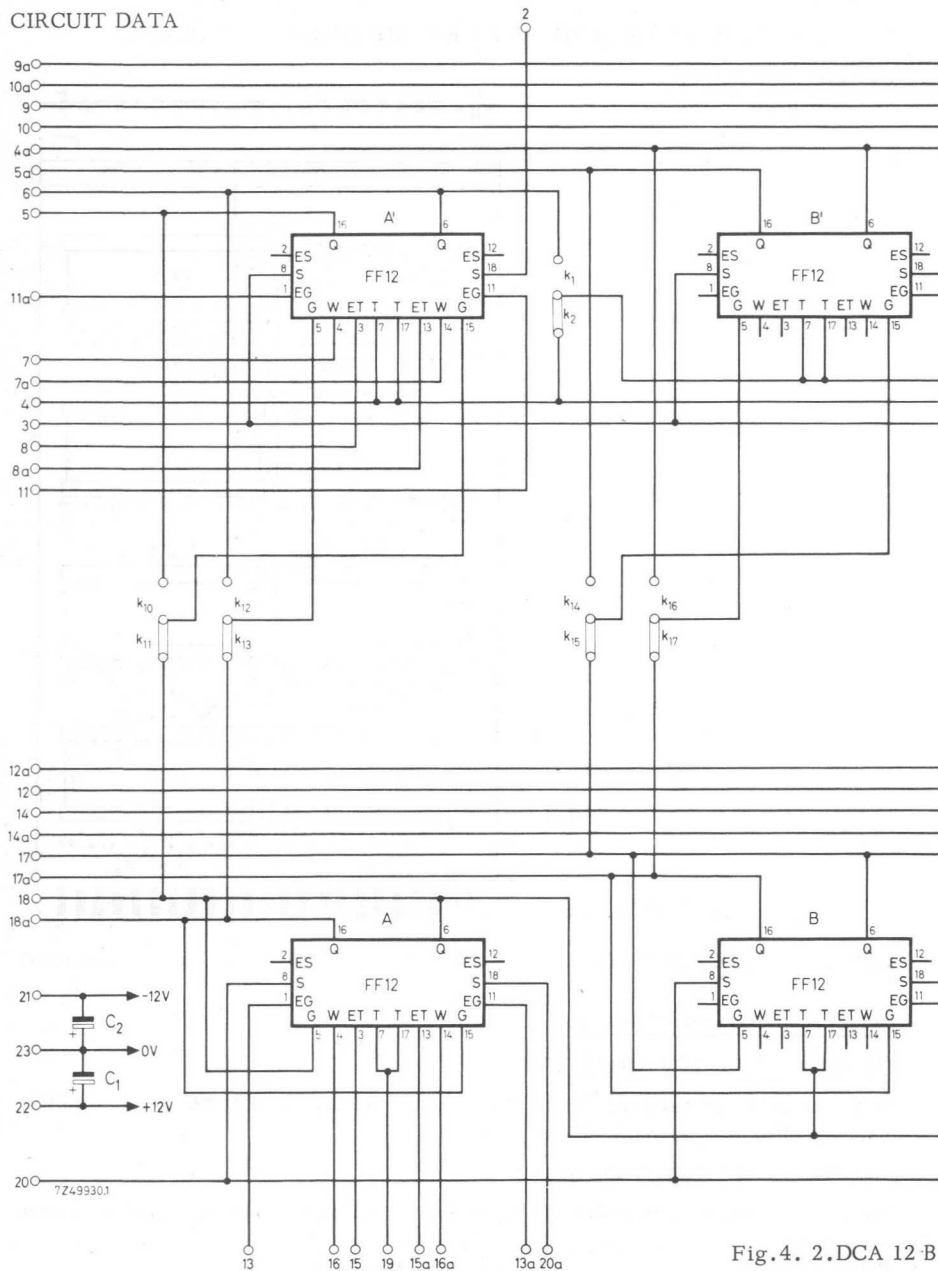 CIRCUIT DATA
2
9a
10a
9
10
4a
5a
6
5
A' B'
16 6 16 6
Q Q Q Q
2 ES ES 12 2 ES ES 12
8 S S 18 8 S S 18
FF12 FF12
1 EG EG 11 1 EG EG 11
11a
G W ET T T ET W G G W ET T T ET W G
5 4 3 7 17 13 14 15 5 4 3 7 17 13 14 15
k1
k2
7
7a
4
3
8
8a
11
k10 k12 k14 k16
k11 k13 k15 k17
12a
12
14
14a
17
17a
18
18a
A B
16 6 16 6
Q Q Q Q
2 ES ES 12 2 ES ES 12
8 S S 18 8 S S 18
FF12 FF12
1 EG EG 11 1 EG EG 11
G W ET T T ET W G G W ET T T ET W G
5 4 3 7 17 13 14 15 5 4 3 7 17 13 14 15
21 -12V
+ C2
23 0V
+ C1
22 +12V
20
7Z49930.1
13 16 15 19 15a 16a 13a 20a
Fig.4. 2.DCA 12 B